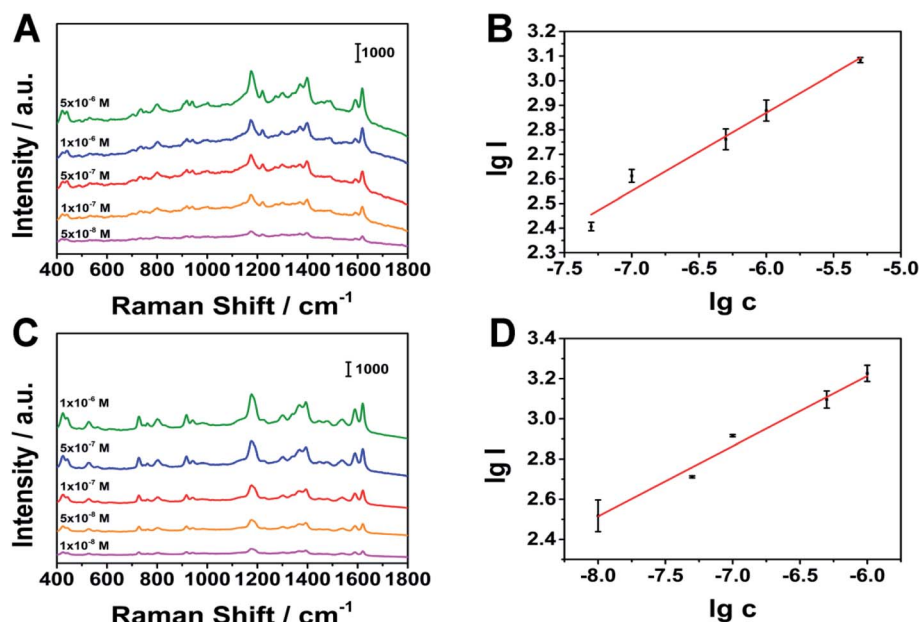 A
1000
5x10⁻⁶ M
1x10⁻⁶ M
5x10⁻⁷ M
1x10⁻⁷ M
5x10⁻⁸ M
Intensity / a.u.
400 600 800 1000 1200 1400 1600 1800
Raman Shift / cm⁻¹
B
3.1
3.0
2.9
2.8
2.7
2.6
2.5
2.4
2.3
lg I
-7.5 -7.0 -6.5 -6.0 -5.5 -5.0
lg c
C
1000
1x10⁻⁶ M
5x10⁻⁷ M
1x10⁻⁷ M
5x10⁻⁸ M
1x10⁻⁸ M
Intensity / a.u.
400 600 800 1000 1200 1400 1600 1800
Raman Shift / cm⁻¹
D
3.4
3.2
3.0
2.8
2.6
2.4
lg I
-8.0 -7.5 -7.0 -6.5 -6.0
lg c